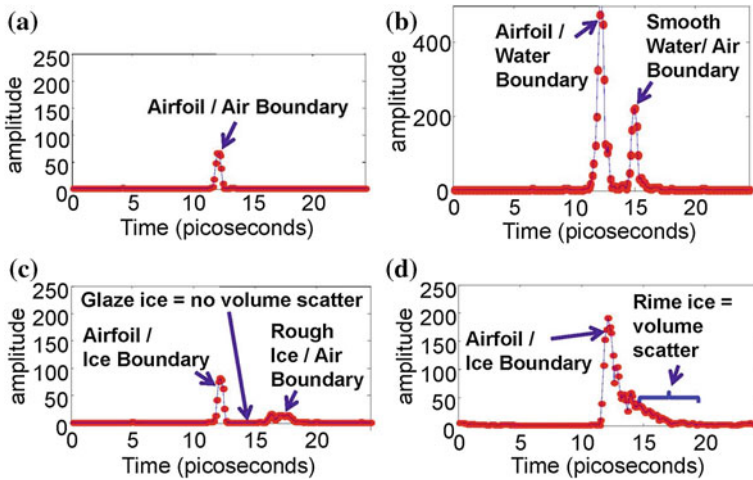 (a)
250
200
150
100
50
0
amplitude
Airfoil / Air Boundary
0 5 10 15 20
Time (picoseconds)
(b)
400
200
0
amplitude
Airfoil /
Water
Boundary
Smooth
Water/ Air
Boundary
0 5 10 15 20
Time (picoseconds)
(c)
250
200
150
100
50
0
amplitude
Glaze ice = no volume scatter
Airfoil /
Ice Boundary
Rough
Ice / Air
Boundary
0 5 10 15 20
Time (picoseconds)
(d)
250
200
150
100
50
0
amplitude
Airfoil /
Ice Boundary
Rime ice =
volume
scatter
0 5 10 15 20
Time (picoseconds)